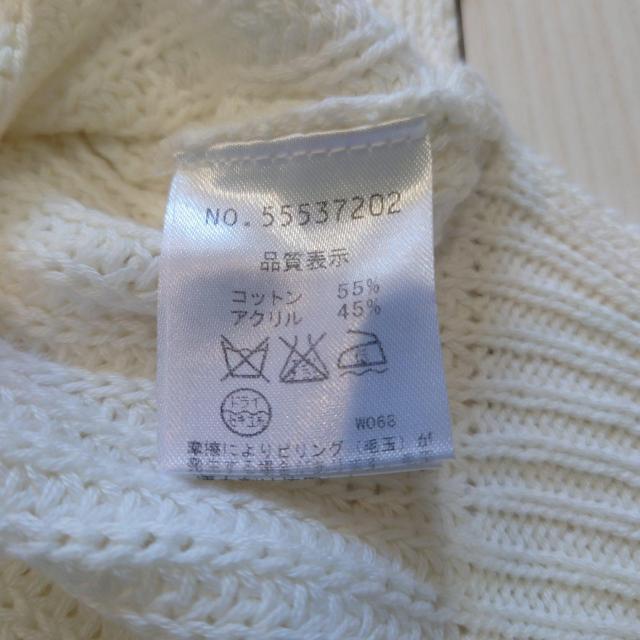 NO. 55537202
品質表示
コットン 55%
アクリル 45%
ドライ
W068
摩擦によりピリング(毛玉)が